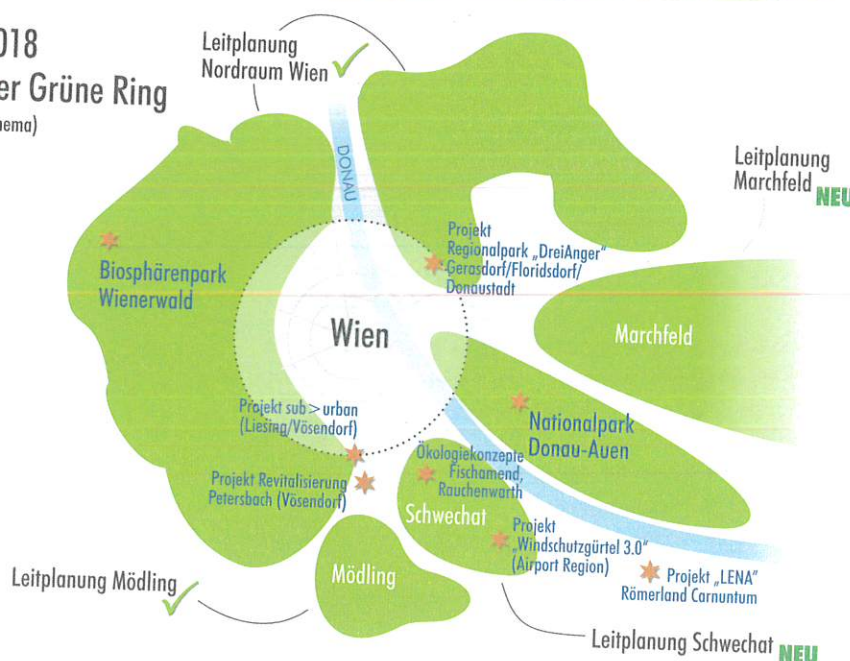 018
er Grüne Ring
ema)
Leitplanung
Nordraum Wien
DONAU
Leitplanung
Marchfeld NEU
Projekt
Regionalpark „DreiAnger“
Gerasdorf/Floridsdorf/
Donaustadt
Biosphärenpark
Wienerwald
Wien
Marchfeld
Projekt sub>urban
(Liesing/Vösendorf)
Nationalpark
Donau-Auen
Ökologiekonzepte
Fischamend,
Rauchenwarth
Projekt Revitalisierung
Petersbach (Vösendorf)
Schwechat
Projekt
„Windschutzgürtel 3.0“
(Airport Region)
Mödling
Projekt „LENA“
Römerland Carnuntum
Leitplanung Mödling
Leitplanung Schwechat NEU